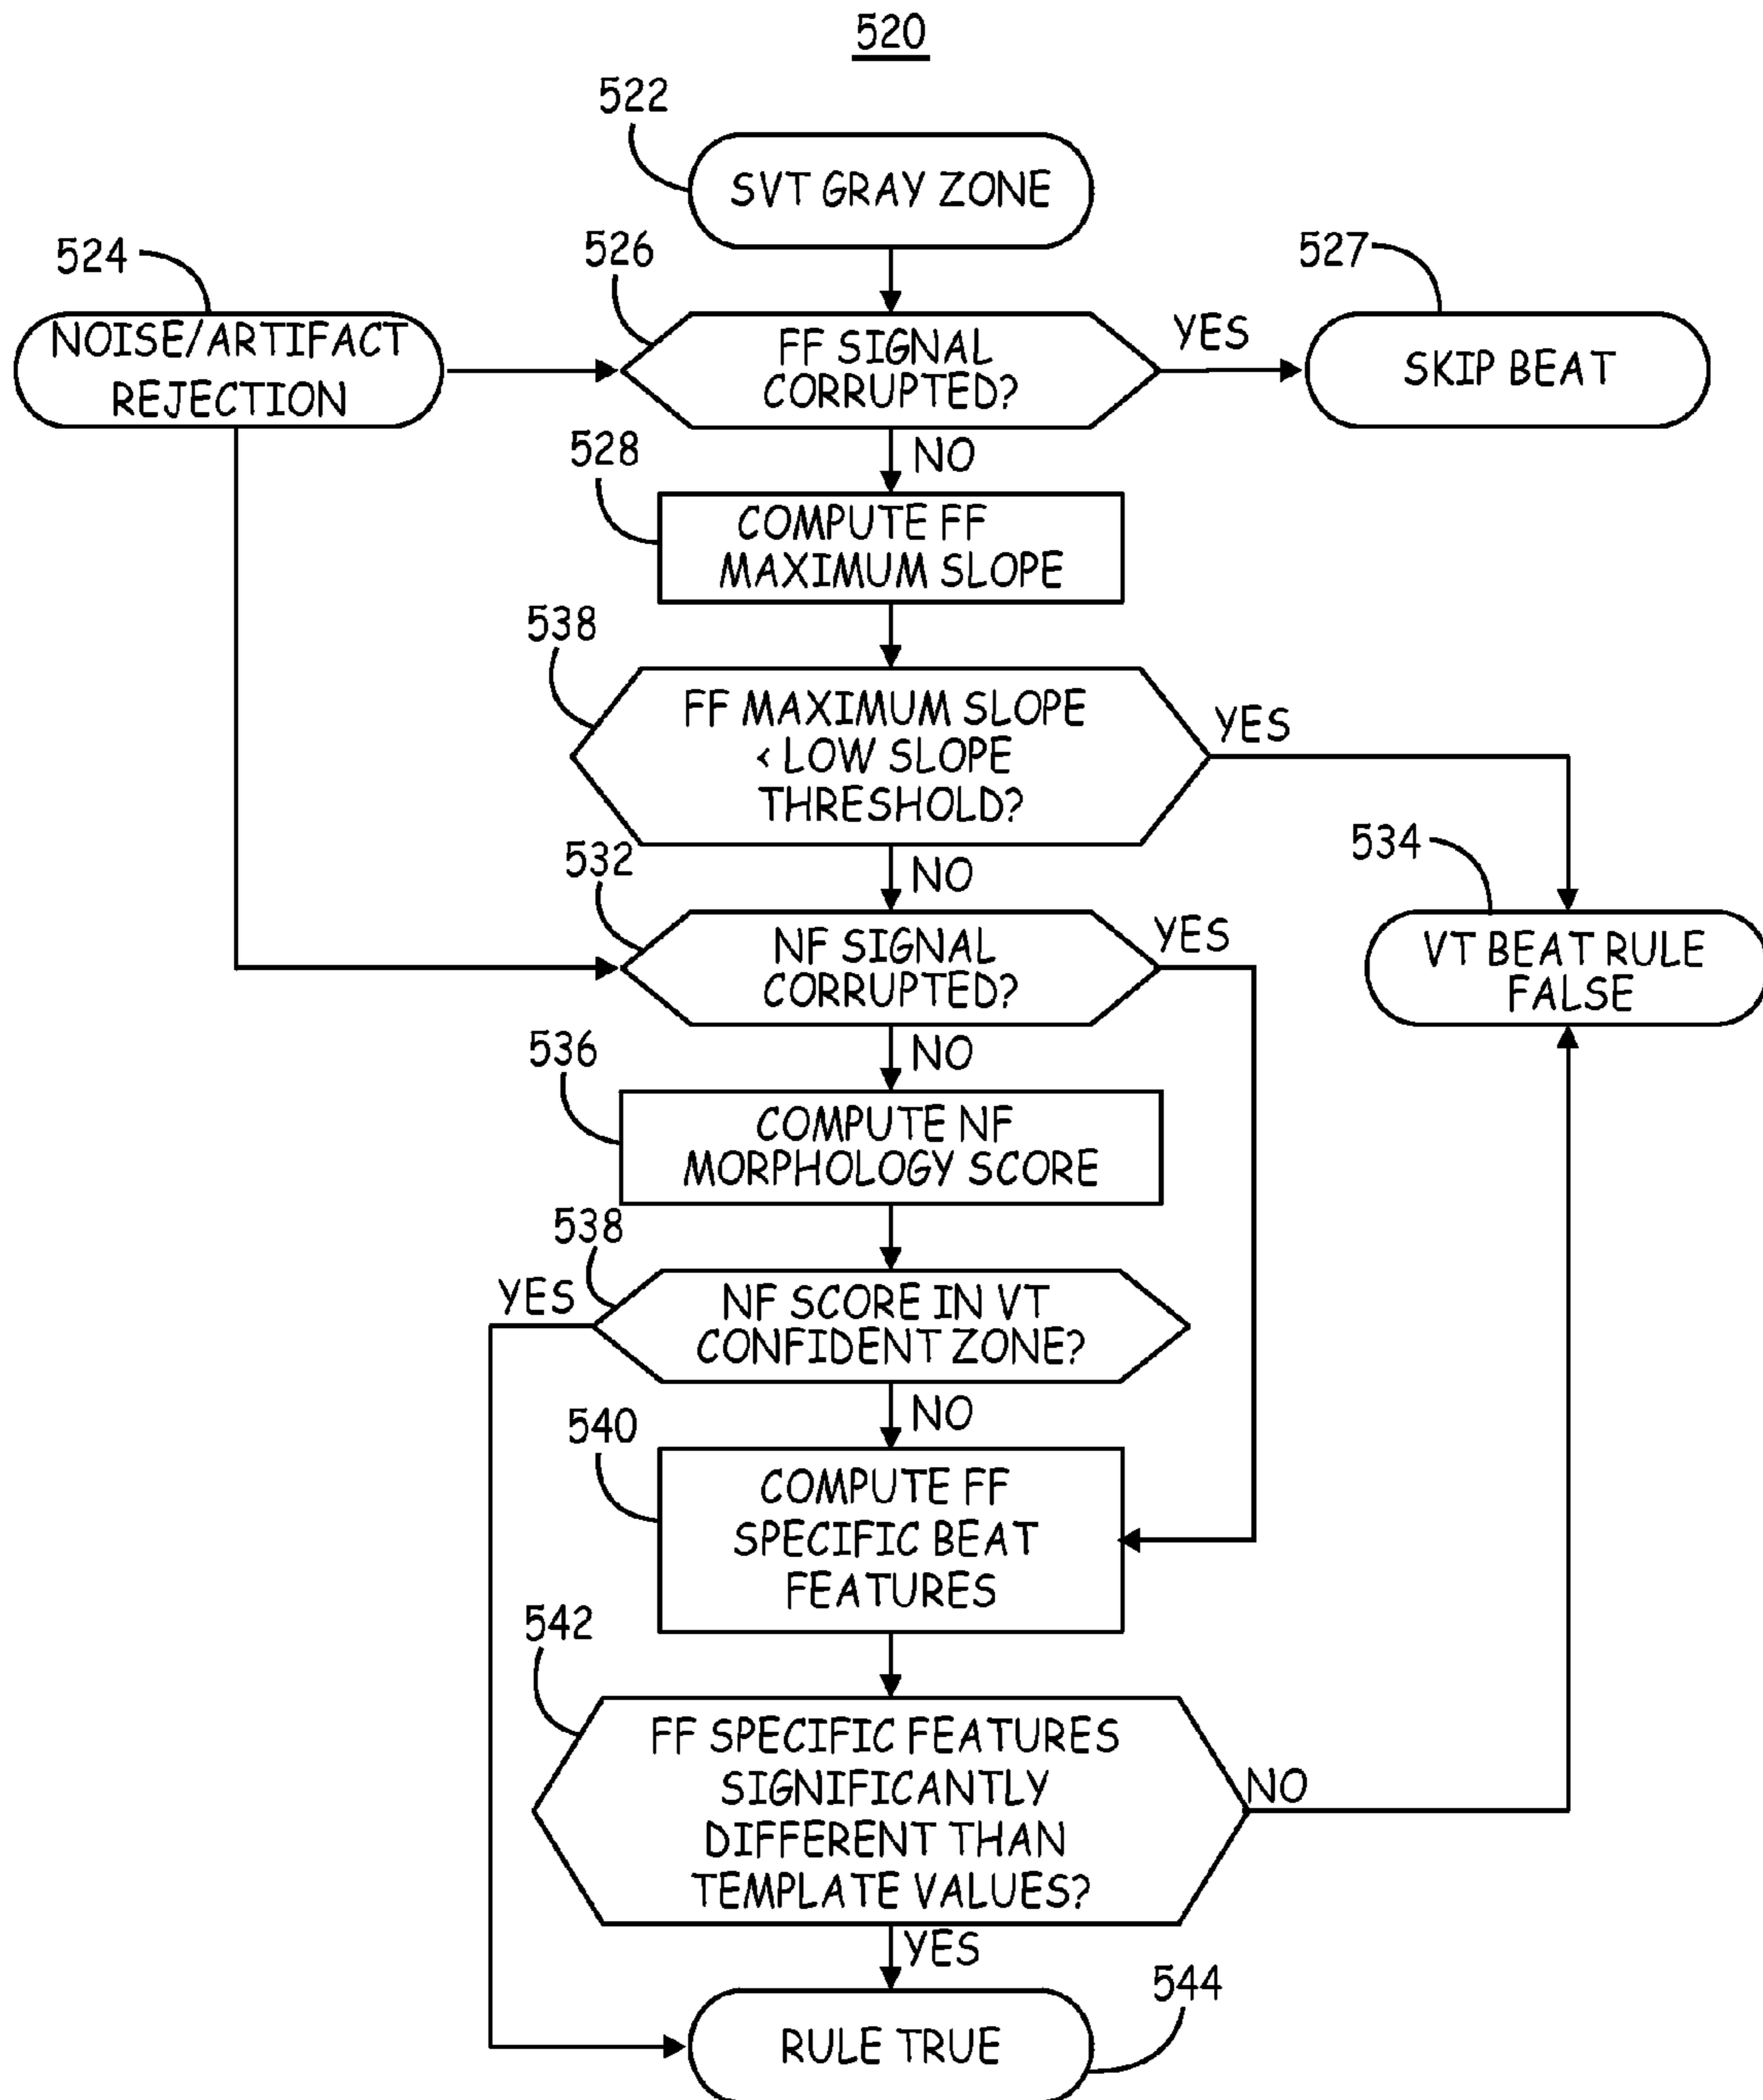 520
522
SVT GRAY ZONE
524
526
527
NOISE/ARTIFACT
REJECTION
FF SIGNAL
CORRUPTED?
YES
SKIP BEAT
NO
528
COMPUTE FF
MAXIMUM SLOPE
538
FF MAXIMUM SLOPE
< LOW SLOPE
THRESHOLD?
YES
NO
532
534
NF SIGNAL
CORRUPTED?
YES
VT BEAT RULE
FALSE
NO
536
COMPUTE NF
MORPHOLOGY SCORE
538
YES
NF SCORE IN VT
CONFIDENT ZONE?
NO
540
COMPUTE FF
SPECIFIC BEAT
FEATURES
542
FF SPECIFIC FEATURES
SIGNIFICANTLY
DIFFERENT THAN
TEMPLATE VALUES?
NO
YES
544
RULE TRUE